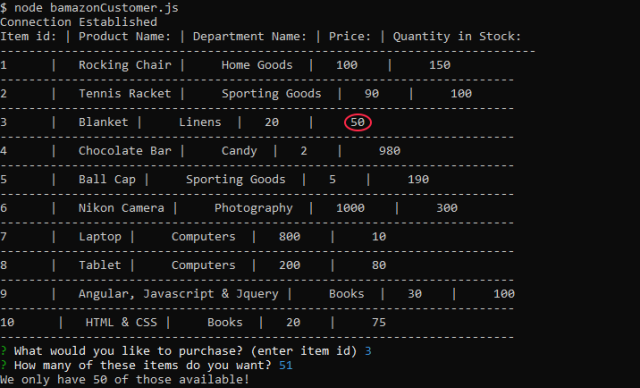 $ node bamazonCustomer.js
Connection Established
Item id: | Product Name: | Department Name: | Price: | Quantity in Stock:
--------------------------------------------------------------------------
1 | Rocking Chair | Home Goods | 100 | 150
-----------------------------------------------------------------------
2 | Tennis Racket | Sporting Goods | 90 | 100
-----------------------------------------------------------------------
3 | Blanket | Linens | 20 | 50
-----------------------------------------------------------------------
4 | Chocolate Bar | Candy | 2 | 980
-----------------------------------------------------------------------
5 | Ball Cap | Sporting Goods | 5 | 190
-----------------------------------------------------------------------
6 | Nikon Camera | Photography | 1000 | 300
-----------------------------------------------------------------------
7 | Laptop | Computers | 800 | 10
-----------------------------------------------------------------------
8 | Tablet | Computers | 200 | 80
-----------------------------------------------------------------------
9 | Angular, Javascript & Jquery | Books | 30 | 100
-----------------------------------------------------------------------
10 | HTML & CSS | Books | 20 | 75
-----------------------------------------------------------------------
? What would you like to purchase? (enter item id) 3
? How many of these items do you want? 51
We only have 50 of those available!